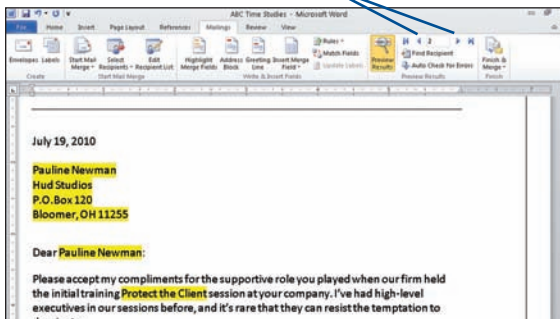 ABC Time Studies - Microsoft Word
File Home Insert Page Layout References Mailings Review View
Envelopes Labels Start Mail Merge Select Recipients Edit Recipient List Highlight Merge Fields Address Block Greeting Line Insert Merge Field Rules Match Fields Update Labels Preview Results 2 Find Recipient Auto Check for Errors Finish & Merge
Create Start Mail Merge Write & Insert Fields Preview Results Finish
July 19, 2010
Pauline Newman
Hud Studios
P.O.Box 120
Bloomer, OH 11255
Dear Pauline Newman:
Please accept my compliments for the supportive role you played when our firm held
the initial training Protect the Client session at your company. I've had high-level
executives in our sessions before, and it's rare that they can resist the temptation to